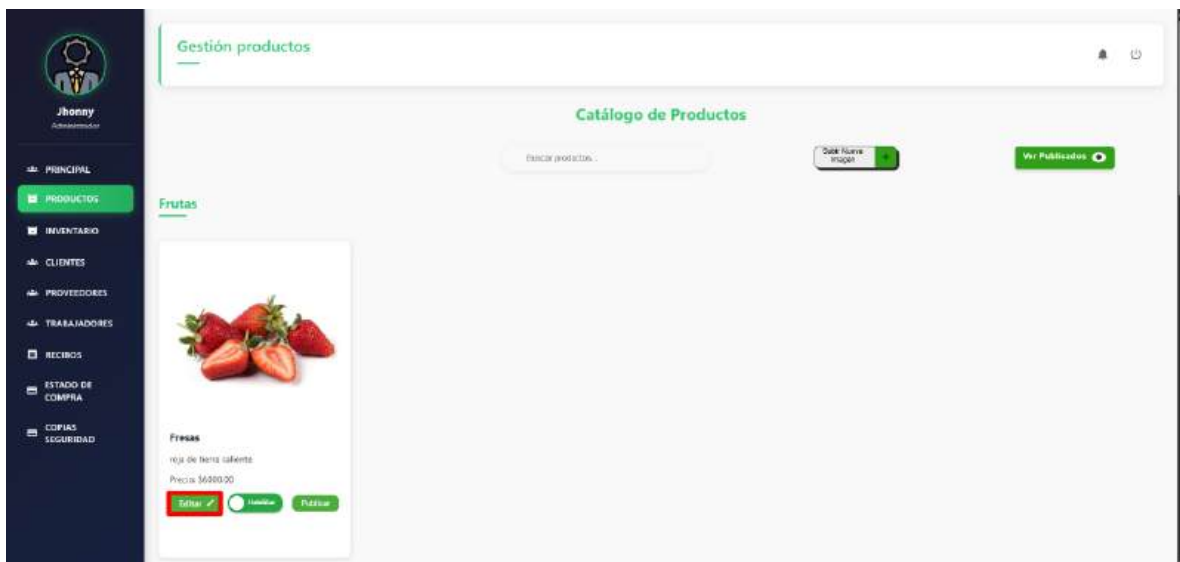 Gestión productos
Jhonny
Administrador
Catálogo de Productos
Buscar productos...
Subir Nueva
Imagen
+
Ver Publicados
PRINCIPAL
PRODUCTOS
INVENTARIO
CLIENTES
PROVEEDORES
TRABAJADORES
RECIBOS
ESTADO DE
COMPRA
COPIAS
SEGURIDAD
Frutas
Fresas
roja de tierra caliente
Precio: $6000.00
Editar
Publicar